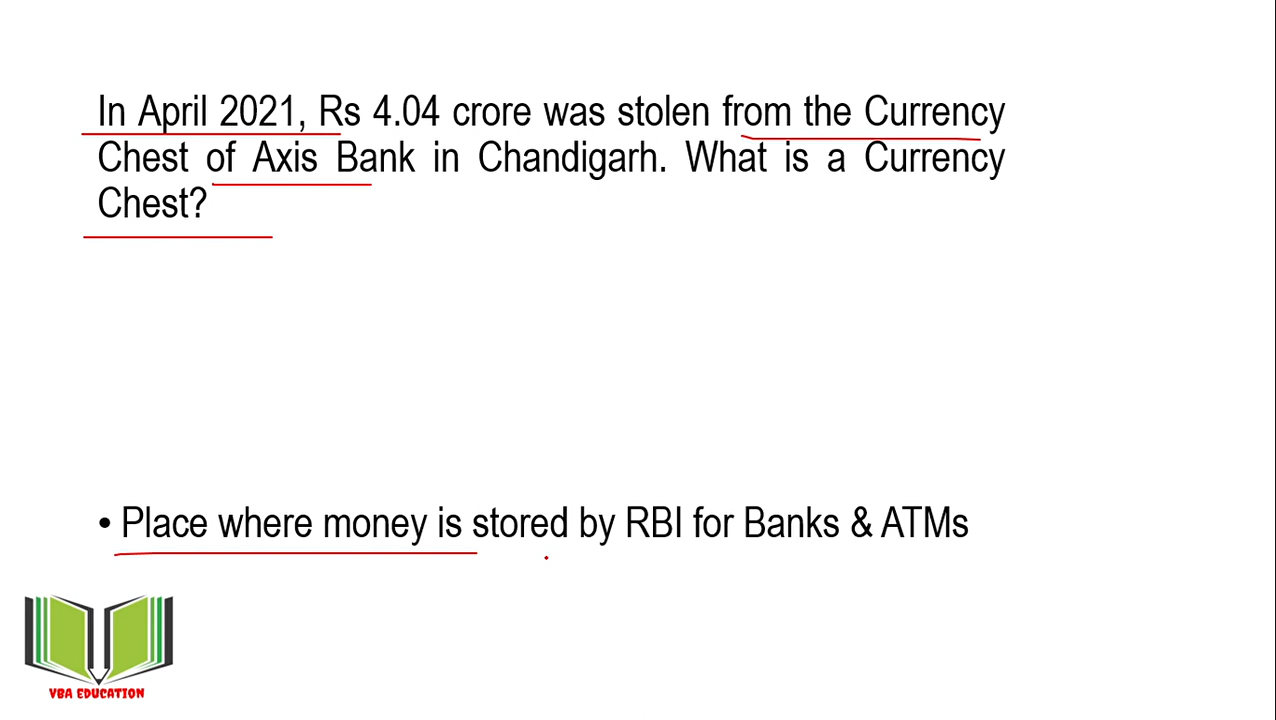 In April 2021, Rs 4.04 crore was stolen from the Currency
Chest of Axis Bank in Chandigarh. What is a Currency
Chest?
• Place where money is stored by RBI for Banks & ATMs
VBA EDUCATION